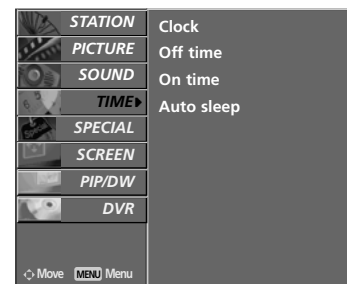 STATION
PICTURE
SOUND
TIME
SPECIAL
SCREEN
PIP/DW
DVR
Move MENU Menu
Clock
Off time
On time
Auto sleep